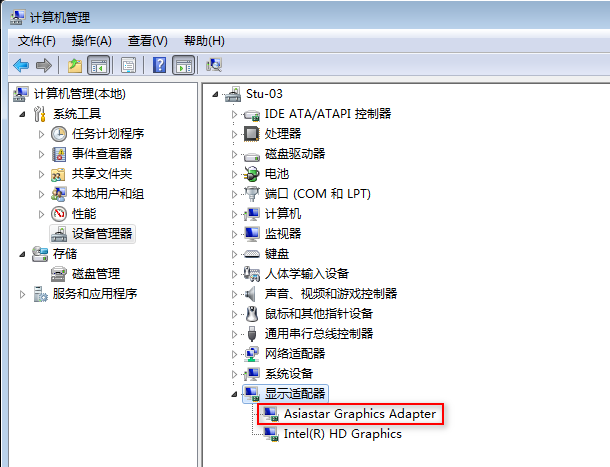 计算机管理
文件(F) 操作(A) 查看(V) 帮助(H)
计算机管理(本地)
系统工具
任务计划程序
事件查看器
共享文件夹
本地用户和组
性能
设备管理器
存储
磁盘管理
服务和应用程序
Stu-03
IDE ATA/ATAPI 控制器
处理器
磁盘驱动器
电池
端口 (COM 和 LPT)
计算机
监视器
键盘
人体学输入设备
声音、视频和游戏控制器
鼠标和其他指针设备
通用串行总线控制器
网络适配器
系统设备
显示适配器
Asiastar Graphics Adapter
Intel(R) HD Graphics